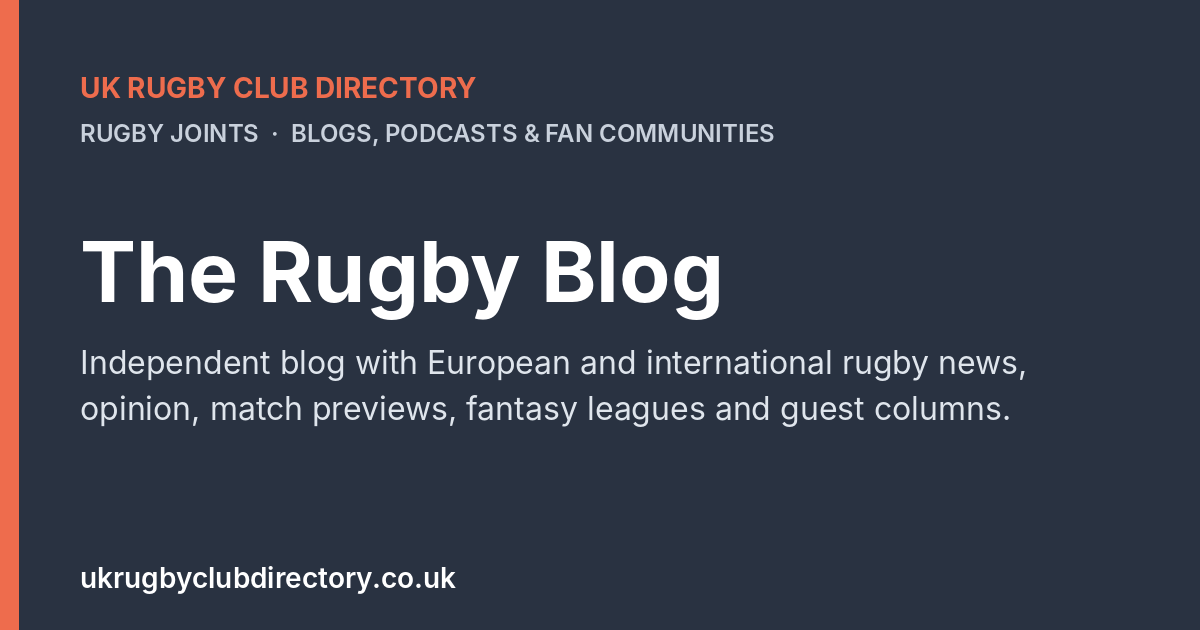 UK RUGBY CLUB DIRECTORY
RUGBY JOINTS · BLOGS, PODCASTS & FAN COMMUNITIES
The Rugby Blog
Independent blog with European and international rugby news,
opinion, match previews, fantasy leagues and guest columns.
ukrugbyclubdirectory.co.uk